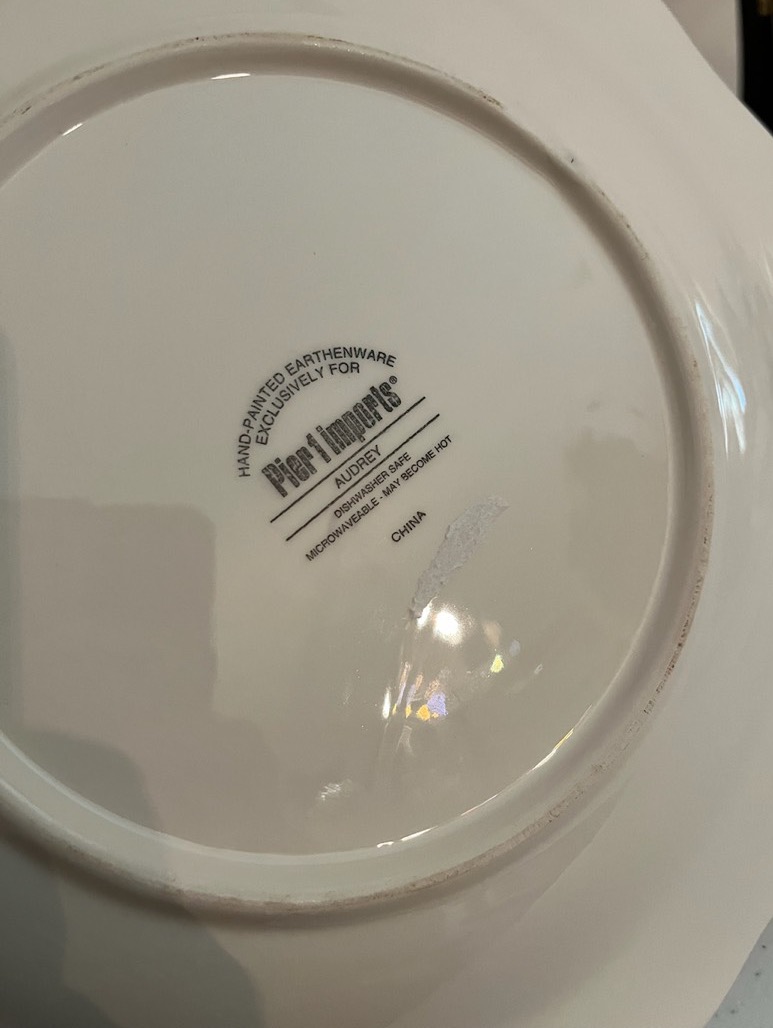 HAND-PAINTED EARTHENWARE
EXCLUSIVELY FOR
Pier 1 imports®
AUDREY
DISHWASHER SAFE
MICROWAVEABLE - MAY BECOME HOT
CHINA